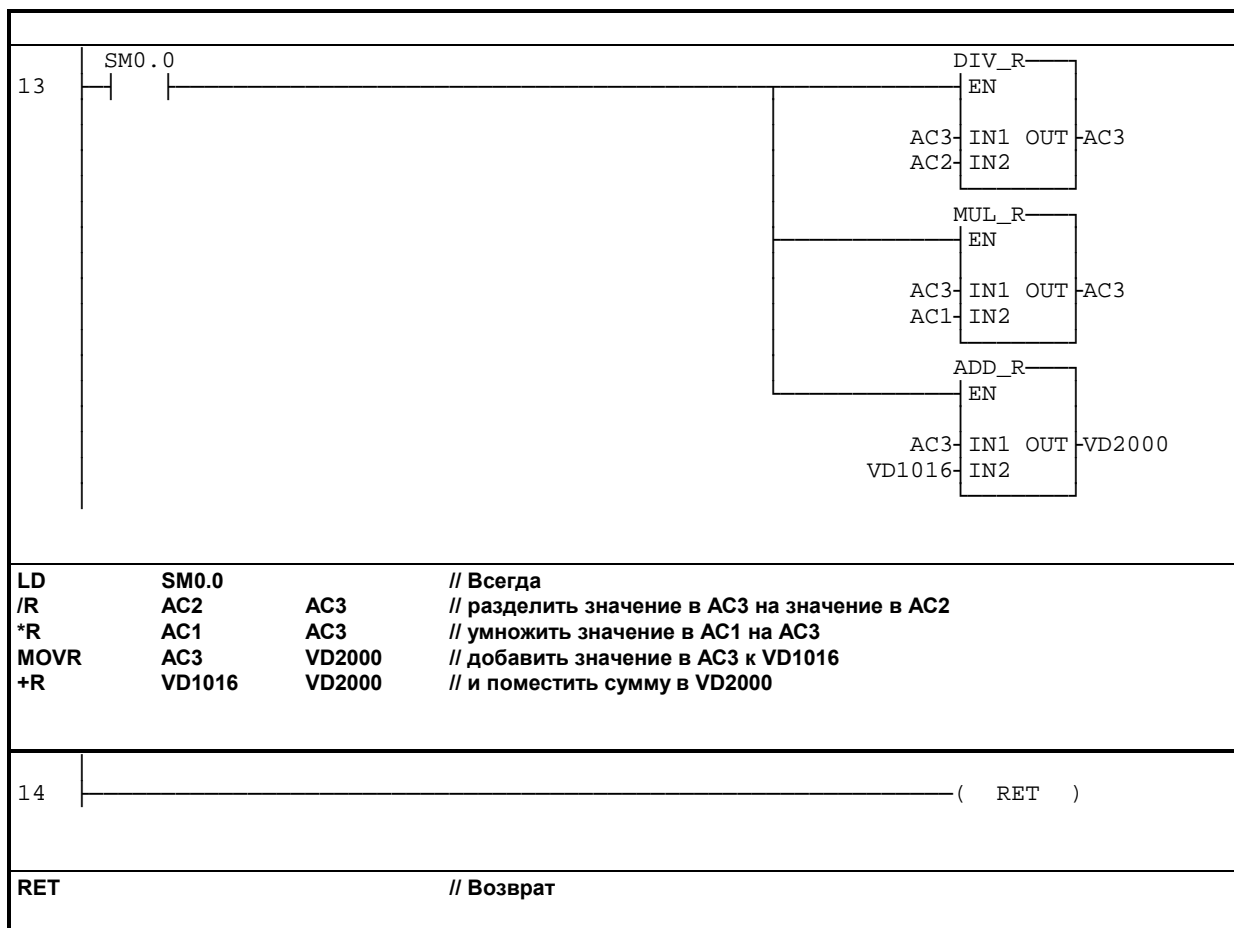 SM0.0
13
DIV_R
EN
AC3 IN1 OUT AC3
AC2 IN2
MUL_R
EN
AC3 IN1 OUT AC3
AC1 IN2
ADD_R
EN
AC3 IN1 OUT VD2000
VD1016 IN2
LD SM0.0 // Всегда
/R AC2 AC3 // разделить значение в AC3 на значение в AC2
*R AC1 AC3 // умножить значение в AC1 на AC3
MOVR AC3 VD2000 // добавить значение в AC3 к VD1016
+R VD1016 VD2000 // и поместить сумму в VD2000
14 ( RET )
RET // Возврат